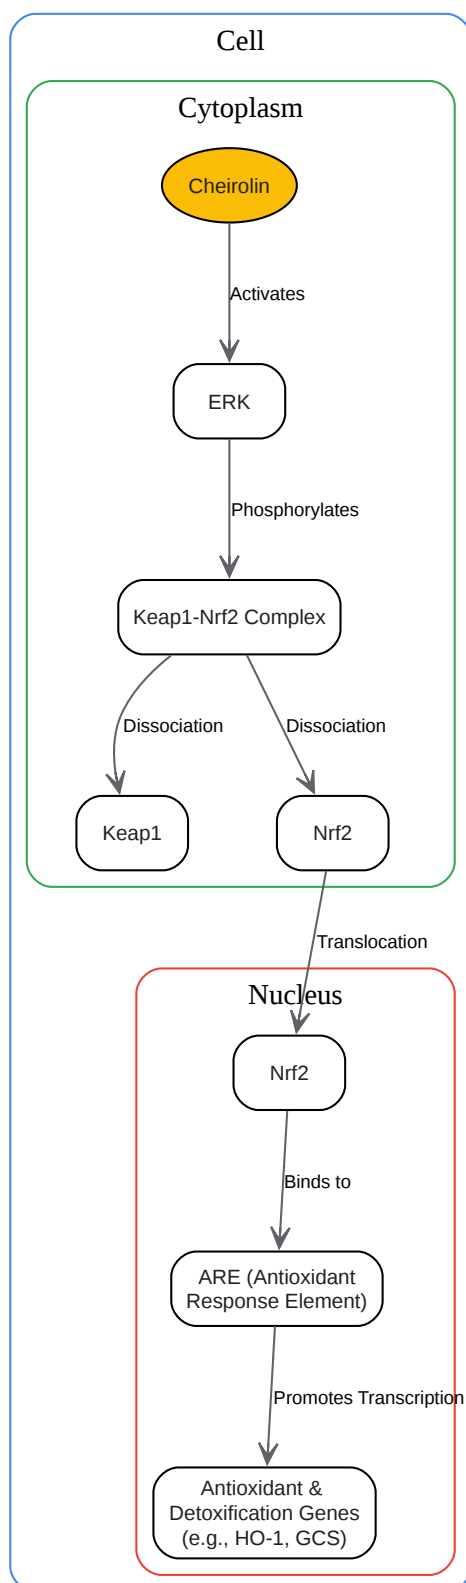 Cell
Cytoplasm
Cheirolin
Activates
ERK
Phosphorylates
Keap1-Nrf2 Complex
Dissociation
Dissociation
Keap1
Nrf2
Translocation
Nucleus
Nrf2
Binds to
ARE (Antioxidant
Response Element)
Promotes Transcription
Antioxidant &
Detoxification Genes
(e.g., HO-1, GCS)